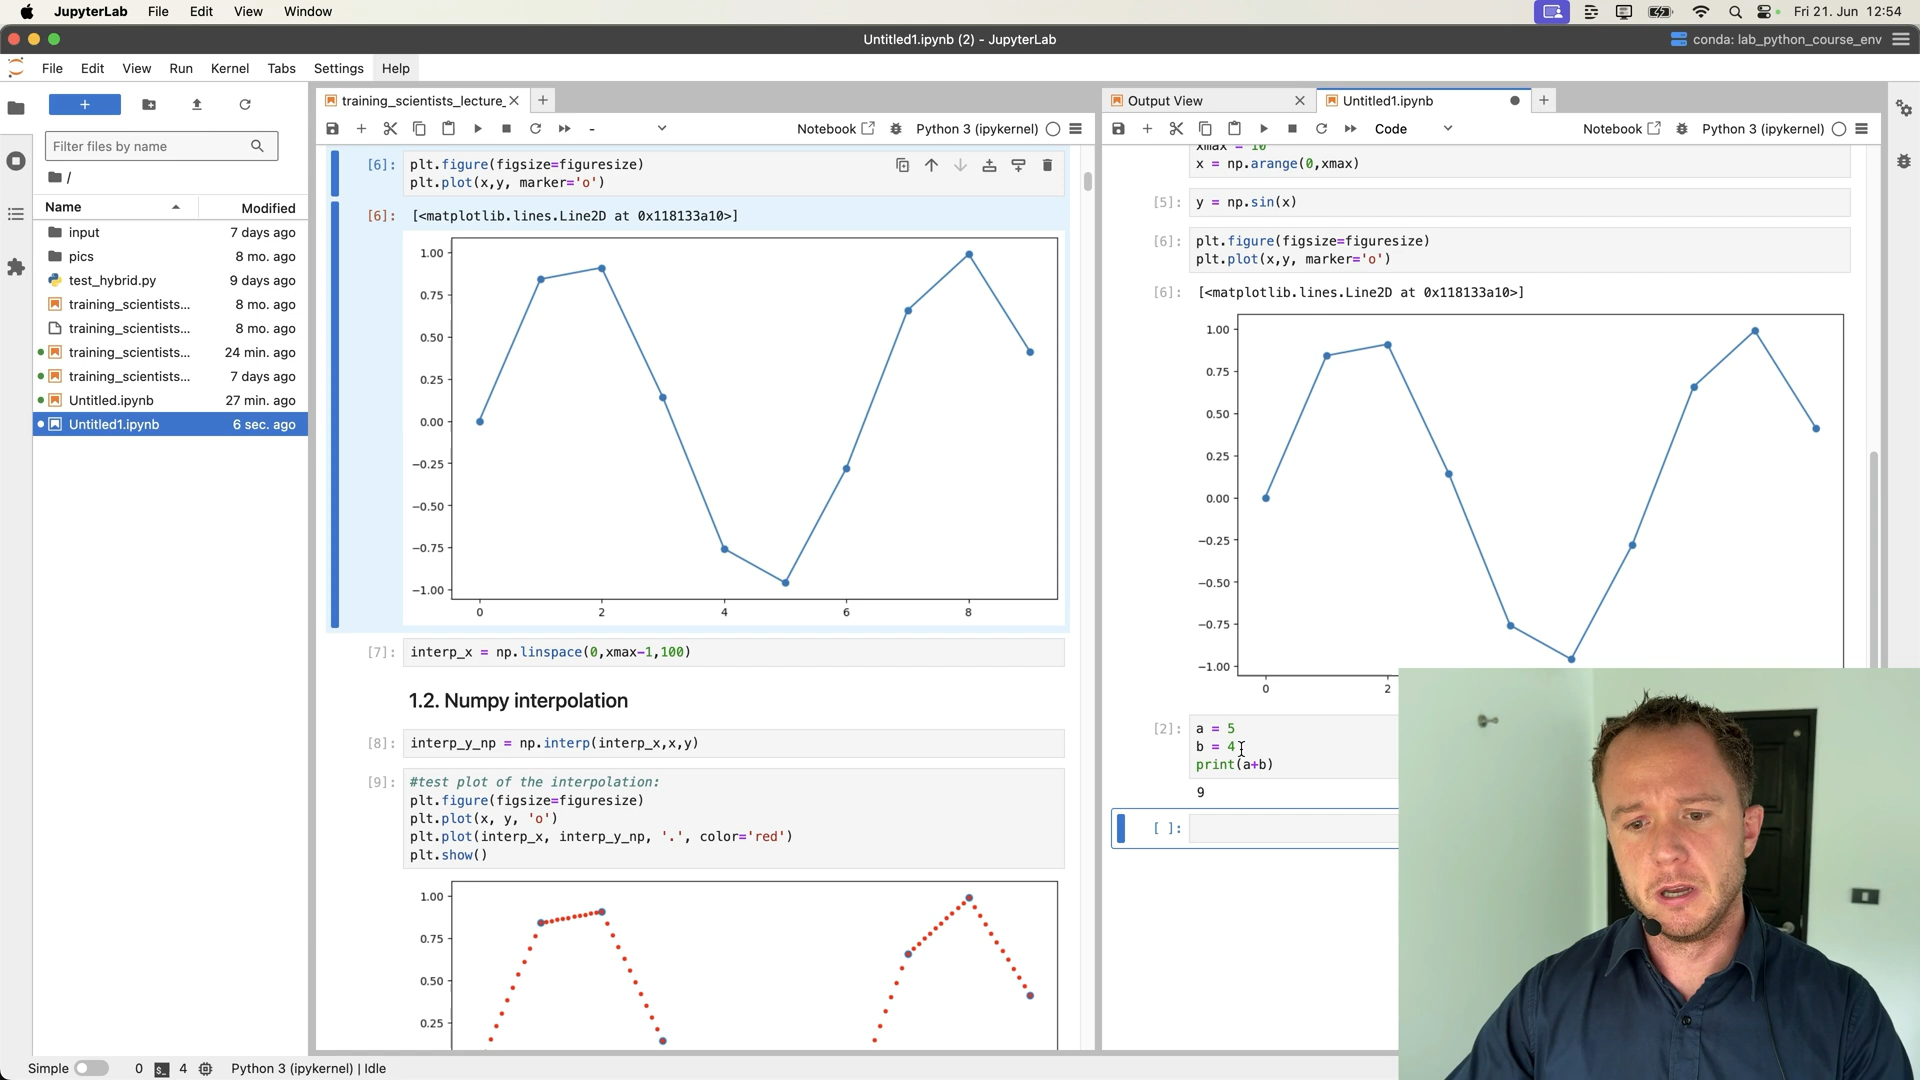 JupyterLab File Edit View Window Fri 21. Jun 12:54
Untitled1.ipynb (2) - JupyterLab conda: lab_python_course_env
File Edit View Run Kernel Tabs Settings Help
+
Filter files by name
/
Name Modified
input 7 days ago
pics 8 mo. ago
test_hybrid.py 9 days ago
training_scientists... 8 mo. ago
training_scientists... 8 mo. ago
training_scientists... 24 min. ago
training_scientists... 7 days ago
Untitled.ipynb 27 min. ago
Untitled1.ipynb 6 sec. ago
training_scientists_lecture_
- Notebook Python 3 (ipykernel)
[6]: plt.figure(figsize=figuresize)
plt.plot(x,y, marker='o')
[6]: [<matplotlib.lines.Line2D at 0x118133a10>]
1.00
0.75
0.50
0.25
0.00
−0.25
−0.50
−0.75
−1.00
0 2 4 6 8
[7]: interp_x = np.linspace(0,xmax-1,100)
1.2. Numpy interpolation
[8]: interp_y_np = np.interp(interp_x,x,y)
[9]: #test plot of the interpolation:
plt.figure(figsize=figuresize)
plt.plot(x, y, 'o')
plt.plot(interp_x, interp_y_np, '.', color='red')
plt.show()
1.00
0.75
0.50
0.25
Output View Untitled1.ipynb
Code Notebook Python 3 (ipykernel)
xmax = 10
x = np.arange(0,xmax)
[5]: y = np.sin(x)
[6]: plt.figure(figsize=figuresize)
plt.plot(x,y, marker='o')
[6]: [<matplotlib.lines.Line2D at 0x118133a10>]
1.00
0.75
0.50
0.25
0.00
−0.25
−0.50
−0.75
−1.00
0 2
[2]: a = 5
b = 4
print(a+b)
9
[ ]:
Simple 0 4 Python 3 (ipykernel) | Idle